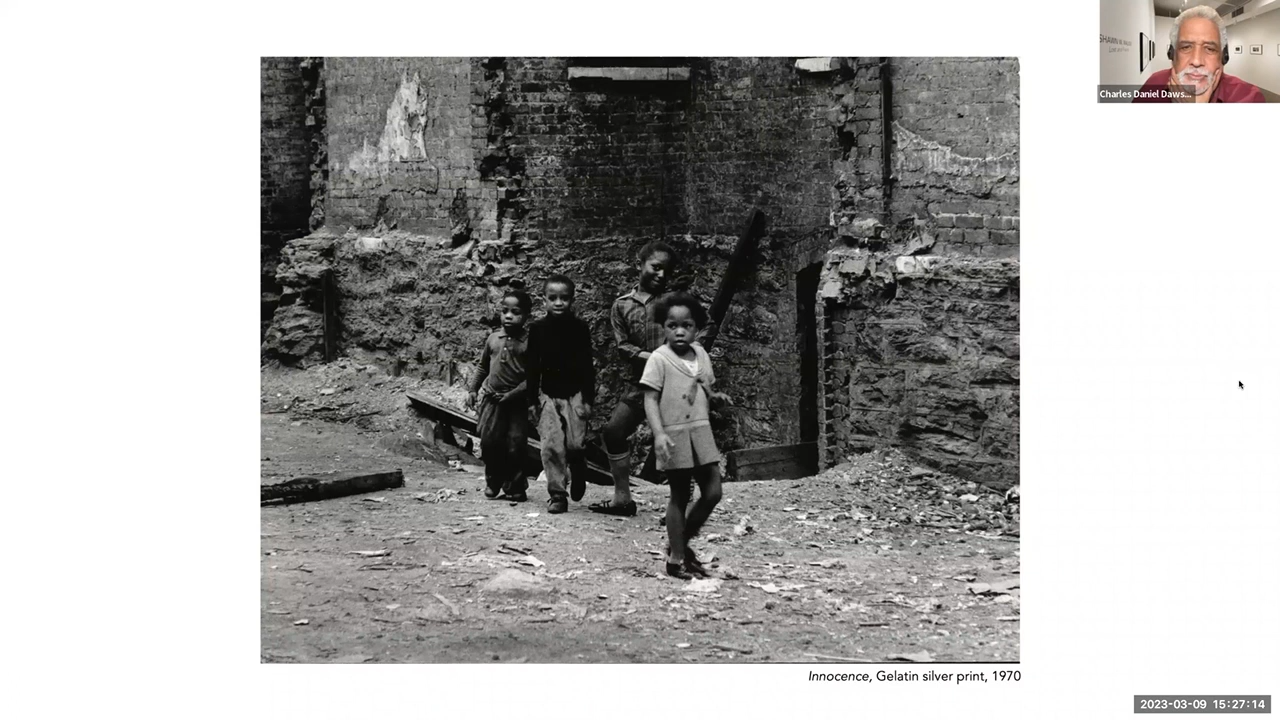 Charles Daniel Daws...
Innocence, Gelatin silver print, 1970
2023-03-09 15:27:14